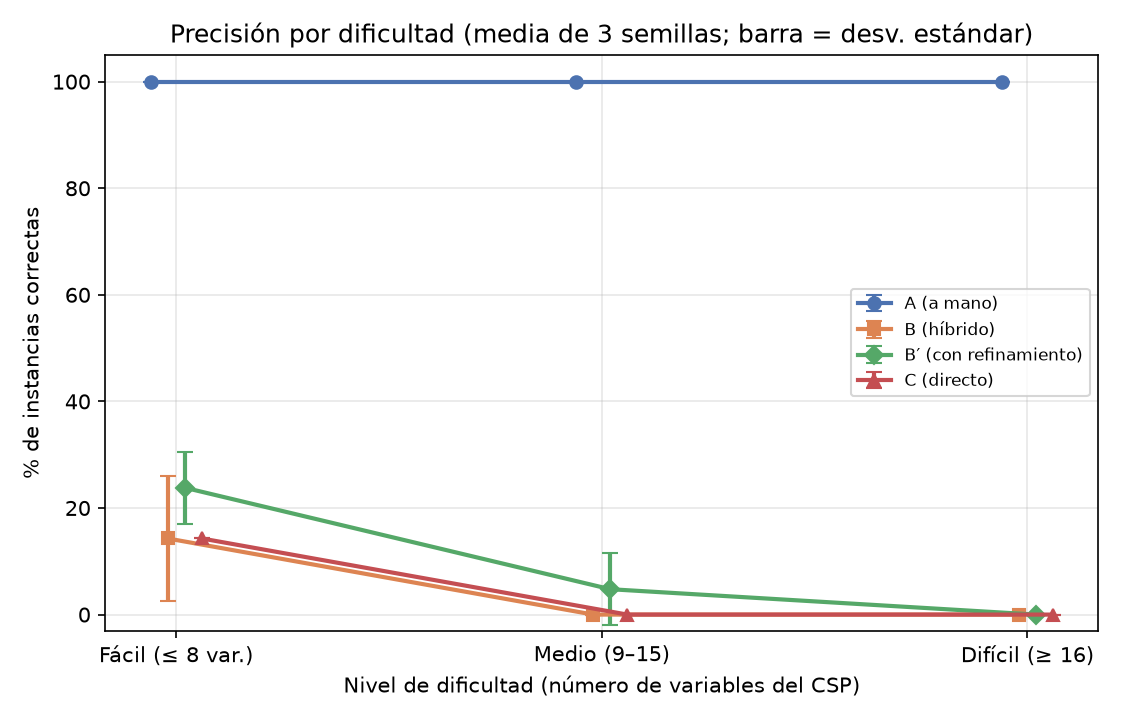 Precisión por dificultad (media de 3 semillas; barra = desv. estándar)
% de instancias correctas
100
80
60
40
20
0
A (a mano)
B (híbrido)
B′ (con refinamiento)
C (directo)
Fácil (≤ 8 var.)
Medio (9–15)
Difícil (≥ 16)
Nivel de dificultad (número de variables del CSP)